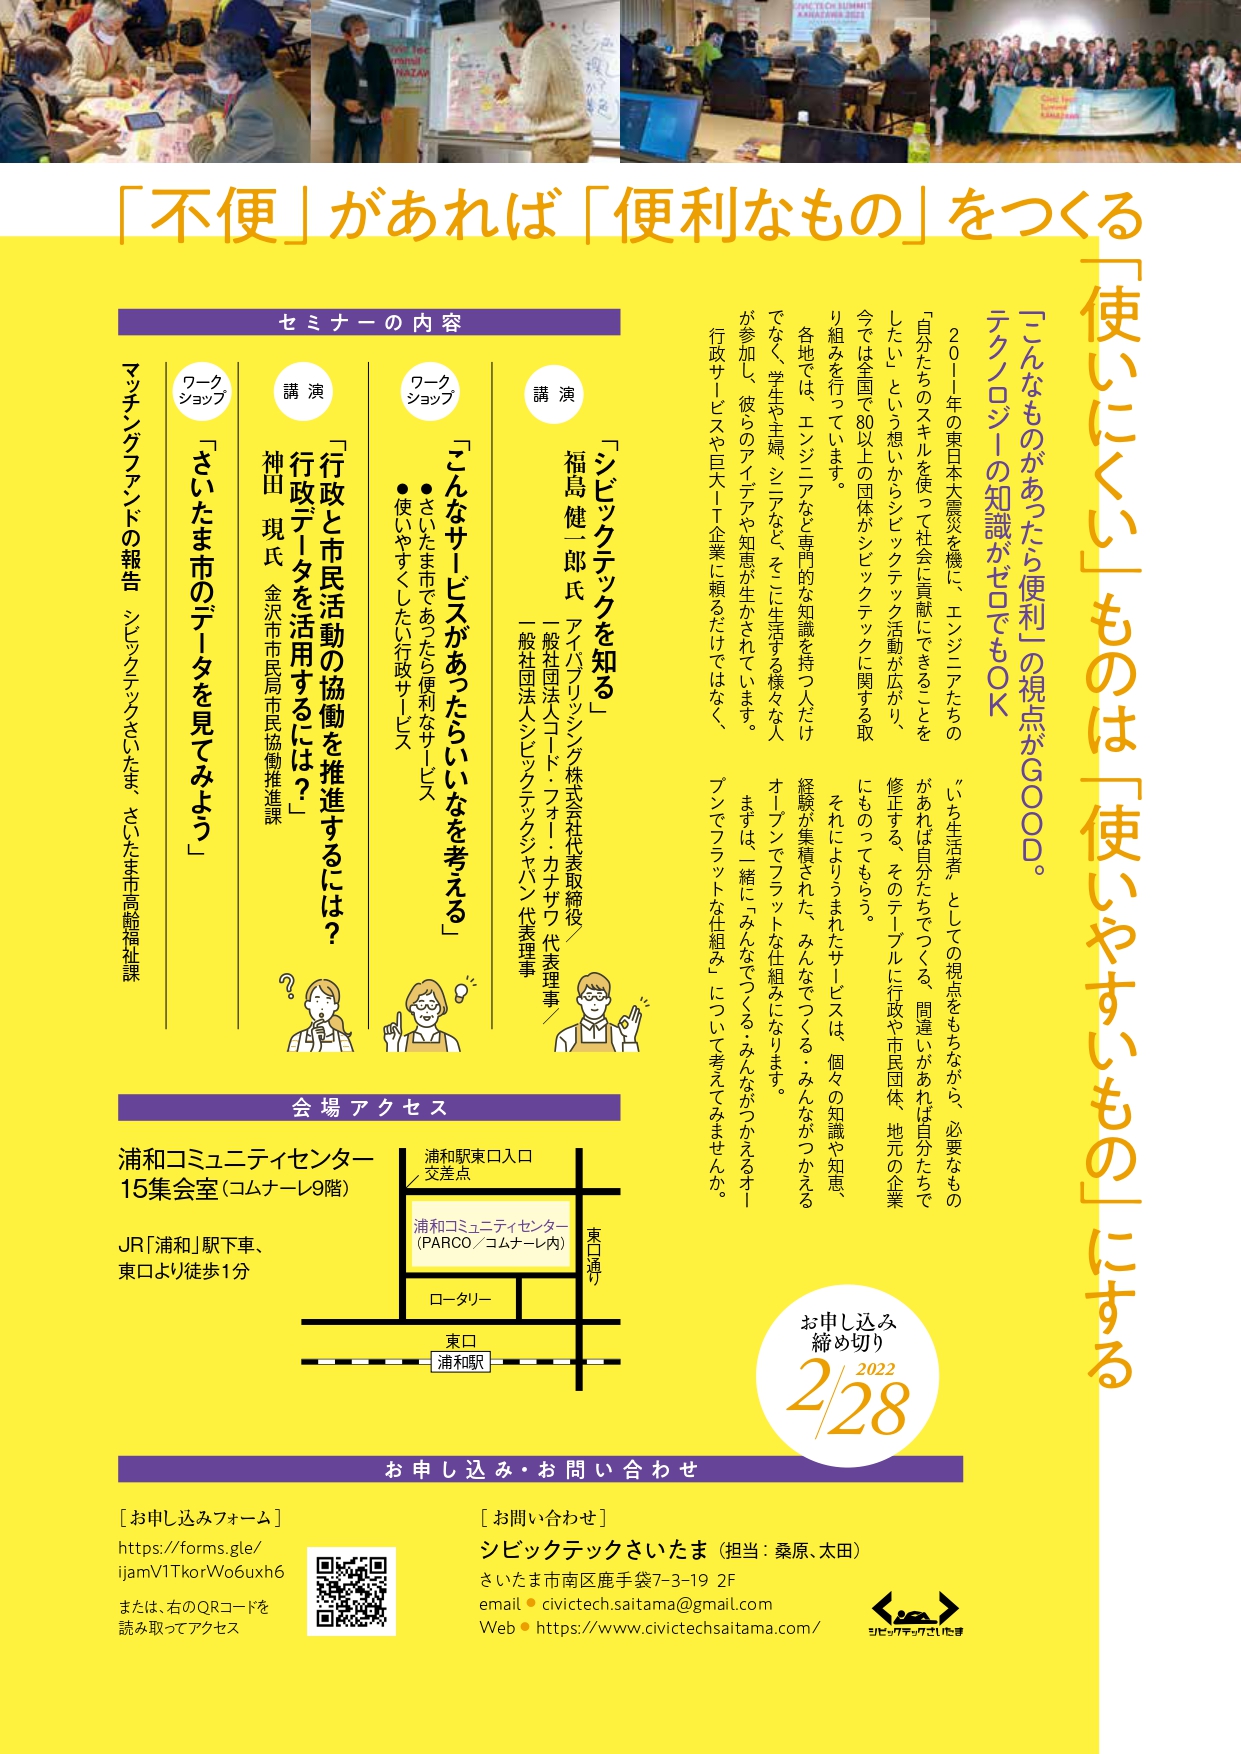 CIVICTECH SUMMIT
KANAZAWA 2021
「不便」があれば「便利なもの」をつくる
「使いにくい」ものは「使いやすいもの」にする
「こんなものがあったら便利」の視点がGOOD。
テクノロジーの知識がゼロでもOK
2011年の東日本大震災を機に、エンジニアたちの
「自分たちのスキルを使って社会に貢献にできることを
したい」という想いからシビックテック活動が広がり、
今では全国で80以上の団体がシビックテックに関する取
り組みを行っています。
各地では、エンジニアなど専門的な知識を持つ人だけ
でなく、学生や主婦、シニアなど、そこに生活する様々な人
が参加し、彼らのアイデアや知恵が生かされています。
行政サービスや巨大IT企業に頼るだけではなく、
〝いち生活者〟としての視点をもちながら、必要なもの
があれば自分たちでつくる、間違いがあれば自分たちで
修正する、そのテーブルに行政や市民団体、地元の企業
にものってもらう。
それによりうまれたサービスは、個々の知識や知恵、
経験が集積された、みんなでつくる・みんながつかえる
オープンでフラットな仕組みになります。
まずは、一緒に「みんなでつくる・みんながつかえるオー
プンでフラットな仕組み」について考えてみませんか。
セミナーの内容
講演
「シビックテックを知る」
福島 健一郎 氏 アイパブリッシング株式会社代表取締役／
一般社団法人コード・フォー・カナザワ 代表理事／
一般社団法人シビックテックジャパン 代表理事
ワーク
ショップ
「こんなサービスがあったらいいなを考える」
●さいたま市であったら便利なサービス
●使いやすくしたい行政サービス
講演
「行政と市民活動の協働を推進するには？
行政データを活用するには？」
神田 現 氏 金沢市市民局市民協働推進課
ワーク
ショップ
「さいたま市のデータを見てみよう」
マッチングファンドの報告 シビックテックさいたま、さいたま市高齢福祉課
会場アクセス
浦和コミュニティセンター
15集会室（コムナーレ9階）
JR「浦和」駅下車、
東口より徒歩1分
浦和駅東口入口
交差点
浦和コミュニティセンター
（PARCO／コムナーレ内）
東口通り
ロータリー
東口
浦和駅
お申し込み
締め切り
2022
2/28
お申し込み・お問い合わせ
［お申し込みフォーム］
https://forms.gle/
ijamV1TkorWo6uxh6
または、右のQRコードを
読み取ってアクセス
［お問い合わせ］
シビックテックさいたま（担当：桑原、太田）
さいたま市南区鹿手袋7-3-19 2F
email ● civictech.saitama@gmail.com
Web ● https://www.civictechsaitama.com/
シビックテックさいたま